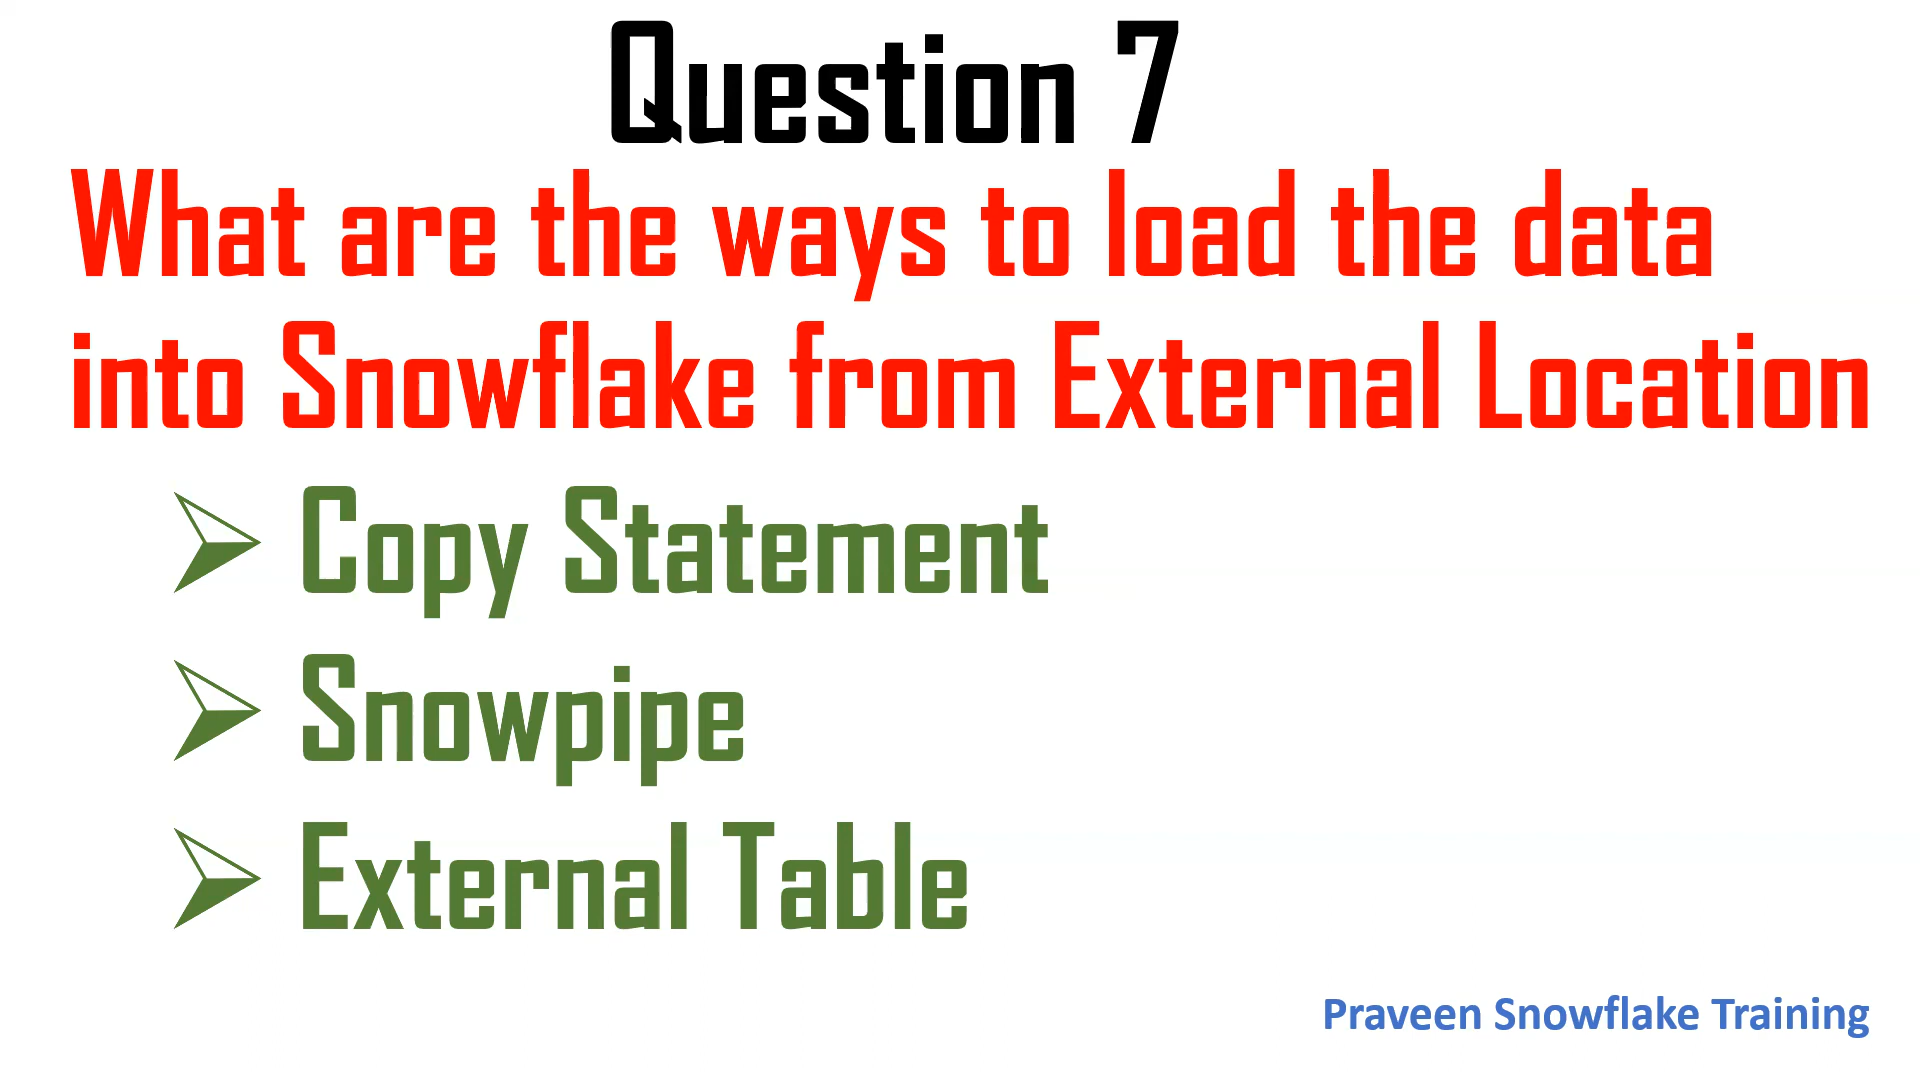 Question 7
What are the ways to load the data
into Snowflake from External Location
Copy Statement
Snowpipe
External Table
Praveen Snowflake Training